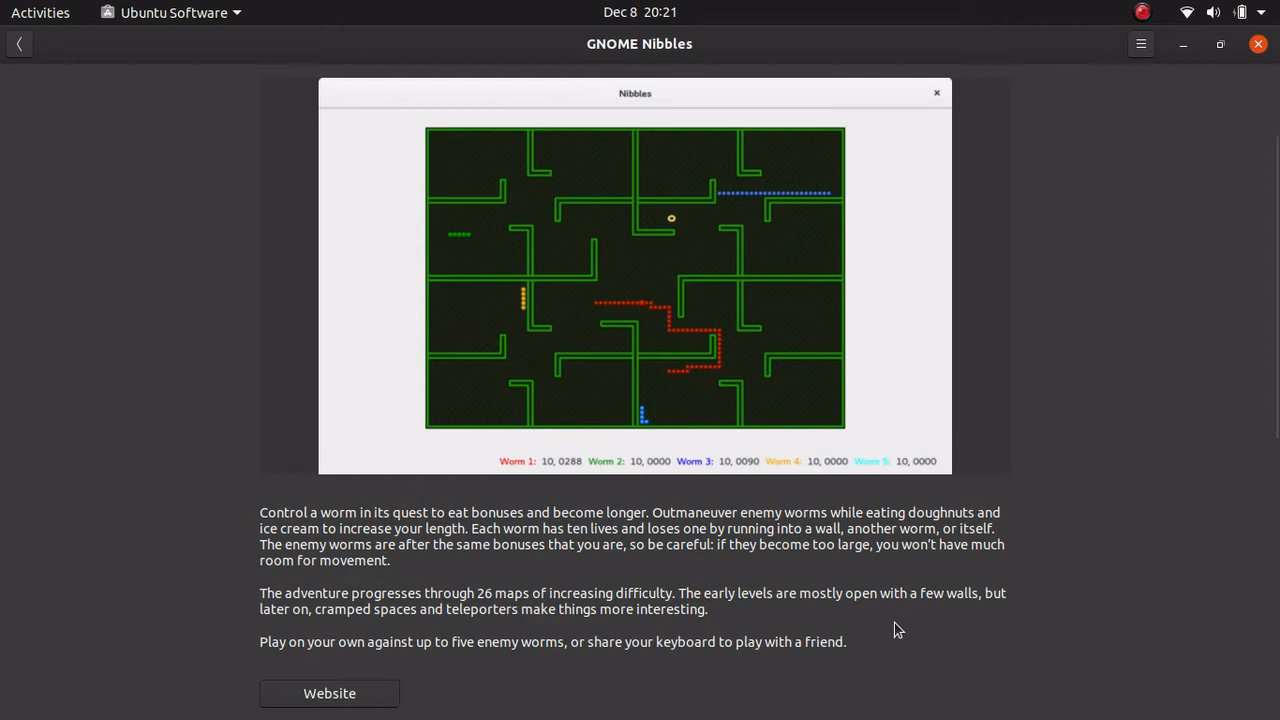 Activities
Ubuntu Software
Dec 8 20:21
GNOME Nibbles
Nibbles
Worm 1: 10, 0288 Worm 2: 10, 0000 Worm 3: 10, 0090 Worm 4: 10, 0000 Worm 5: 10, 0000
Control a worm in its quest to eat bonuses and become longer. Outmaneuver enemy worms while eating doughnuts and
ice cream to increase your length. Each worm has ten lives and loses one by running into a wall, another worm, or itself.
The enemy worms are after the same bonuses that you are, so be careful: if they become too large, you won’t have much
room for movement.
The adventure progresses through 26 maps of increasing difficulty. The early levels are mostly open with a few walls, but
later on, cramped spaces and teleporters make things more interesting.
Play on your own against up to five enemy worms, or share your keyboard to play with a friend.
Website